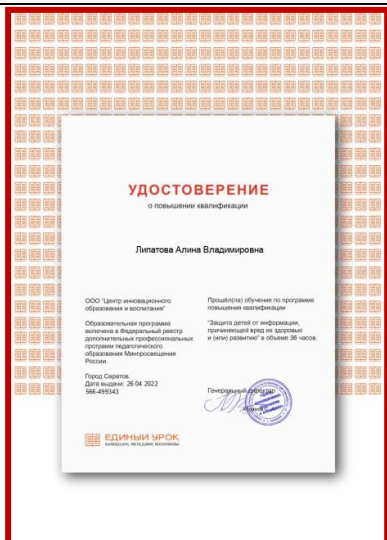 УДОСТОВЕРЕНИЕ
о повышении квалификации
Липатова Алина Владимировна
ООО "Центр инновационного
образования и воспитания"
Образовательная программа
включена в Федеральный реестр
дополнительных профессиональных
программ педагогического
образования Минпросвещения
России.
Город Саратов.
Дата выдачи: 26 04 2022
566-499343
Прошёл(ла) обучение по программе
повышения квалификации
"Защита детей от информации,
причиняющей вред их здоровью
и (или) развитию" в объеме 36 часов.
Генеральный директор
ЕДИНЫЙ УРОК